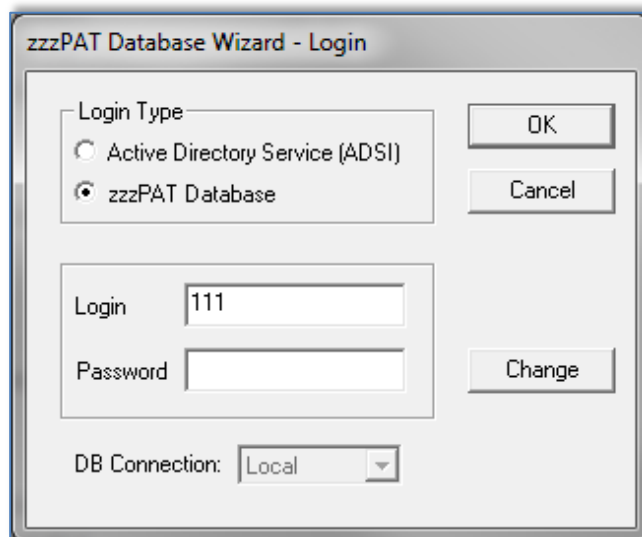 zzzPAT Database Wizard - Login
Login Type
Active Directory Service (ADSI)
zzzPAT Database
OK
Cancel
Login 111
Password
Change
DB Connection: Local